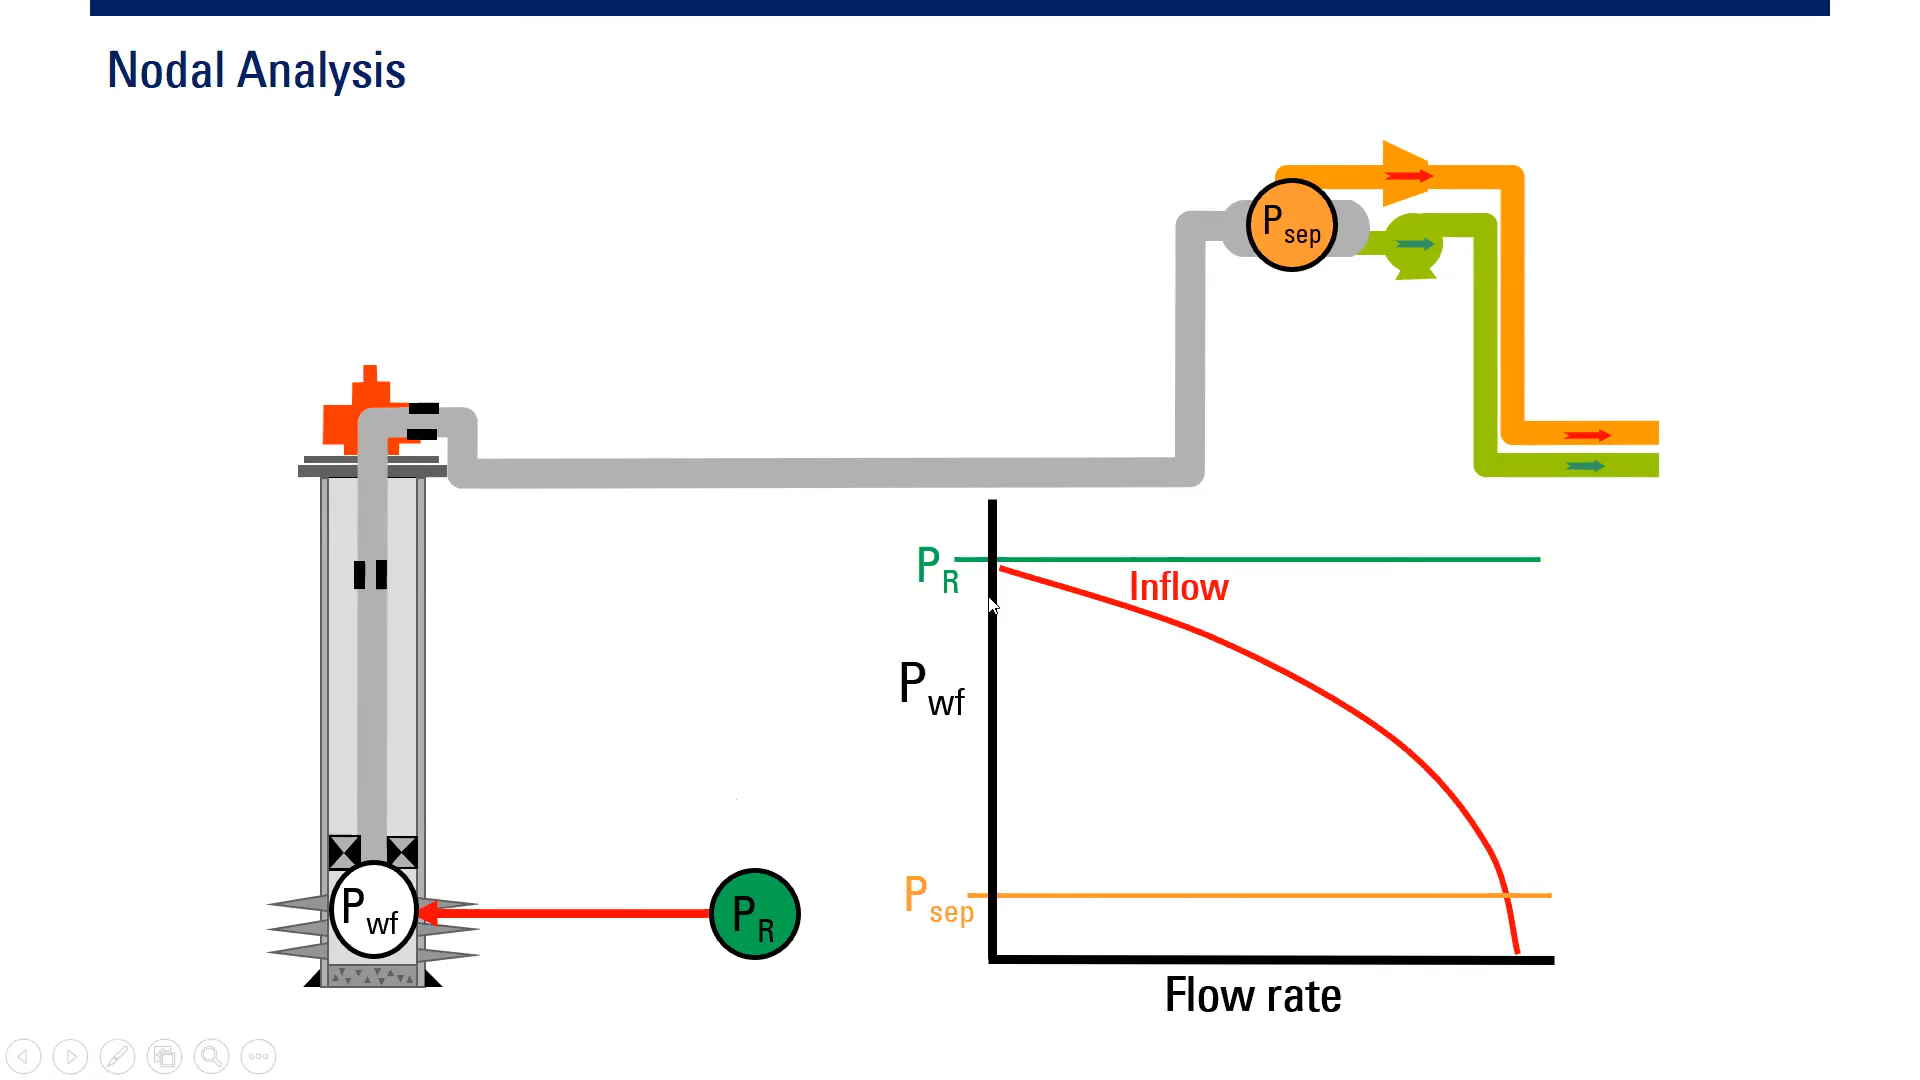 Nodal Analysis
Psep
PR
Inflow
Pwf
Psep
Pwf
PR
Flow rate